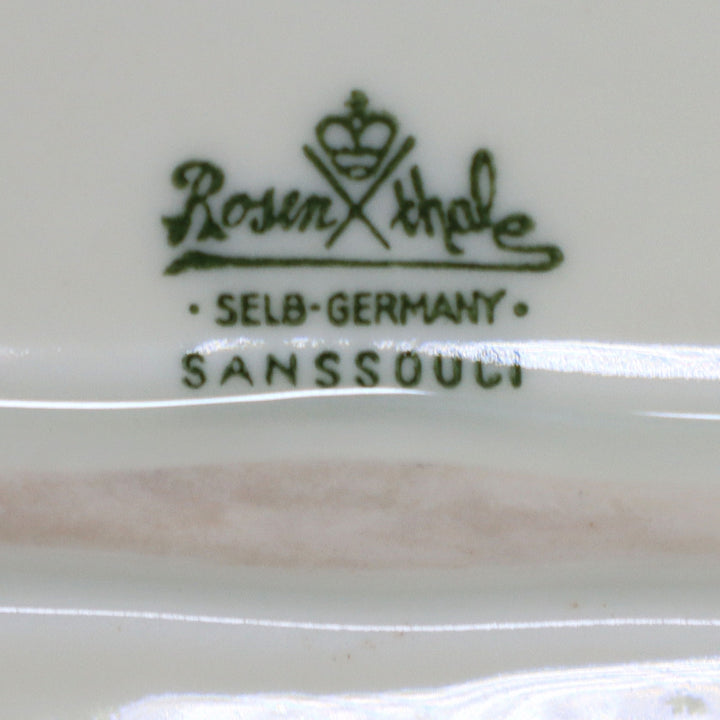 Rosenthal
· SELB-GERMANY ·
SANSSOUCI